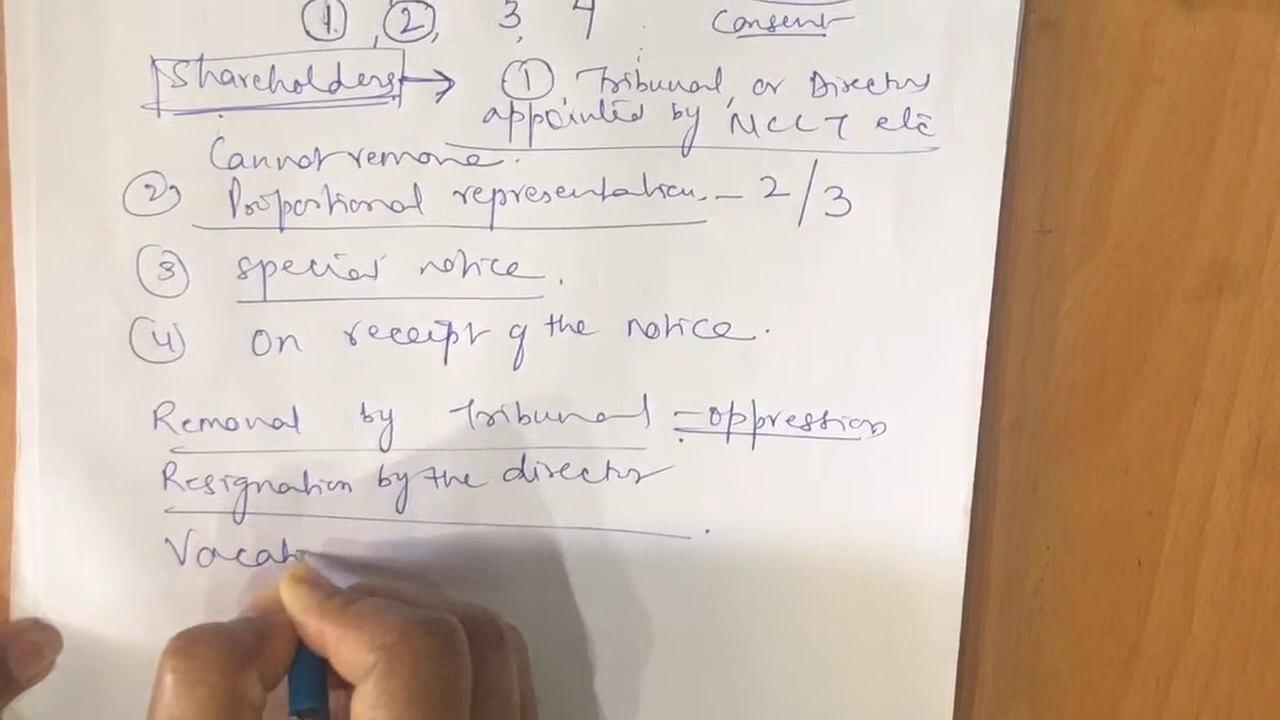 ① , ②, 3, 4 Consent
Shareholders → ① Tribunal, or Director
appointed by NCLT etc
Cannot remove.
② Proportional representation. - 2/3
③ special notice.
④ on receipt of the notice.
Removal by Tribunal = oppression
Resignation by the director
Vacat